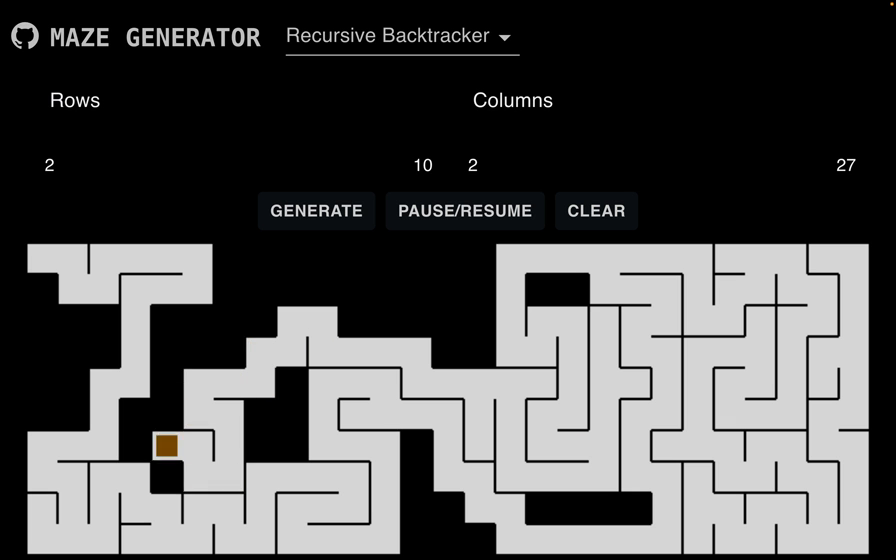 MAZE GENERATOR Recursive Backtracker
Rows Columns
2 10 2 27
GENERATE PAUSE/RESUME CLEAR